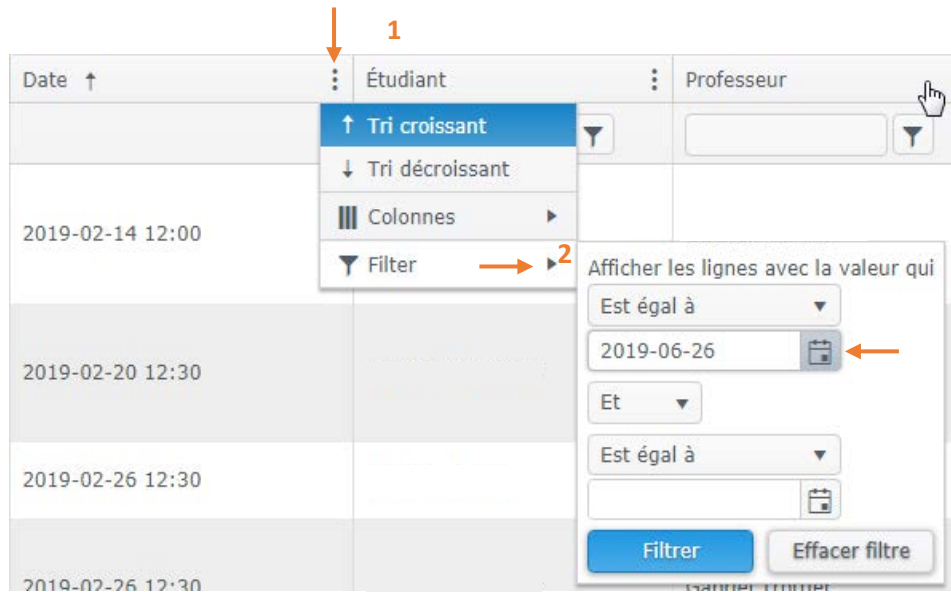 1
Date ↑ ⋮ Étudiant ⋮ Professeur
↑ Tri croissant
↓ Tri décroissant
Colonnes
2019-02-14 12:00
Filter
2
Afficher les lignes avec la valeur qui
Est égal à
2019-06-26
2019-02-20 12:30
Et
Est égal à
2019-02-26 12:30
Filtrer Effacer filtre
2019-02-26 12:30